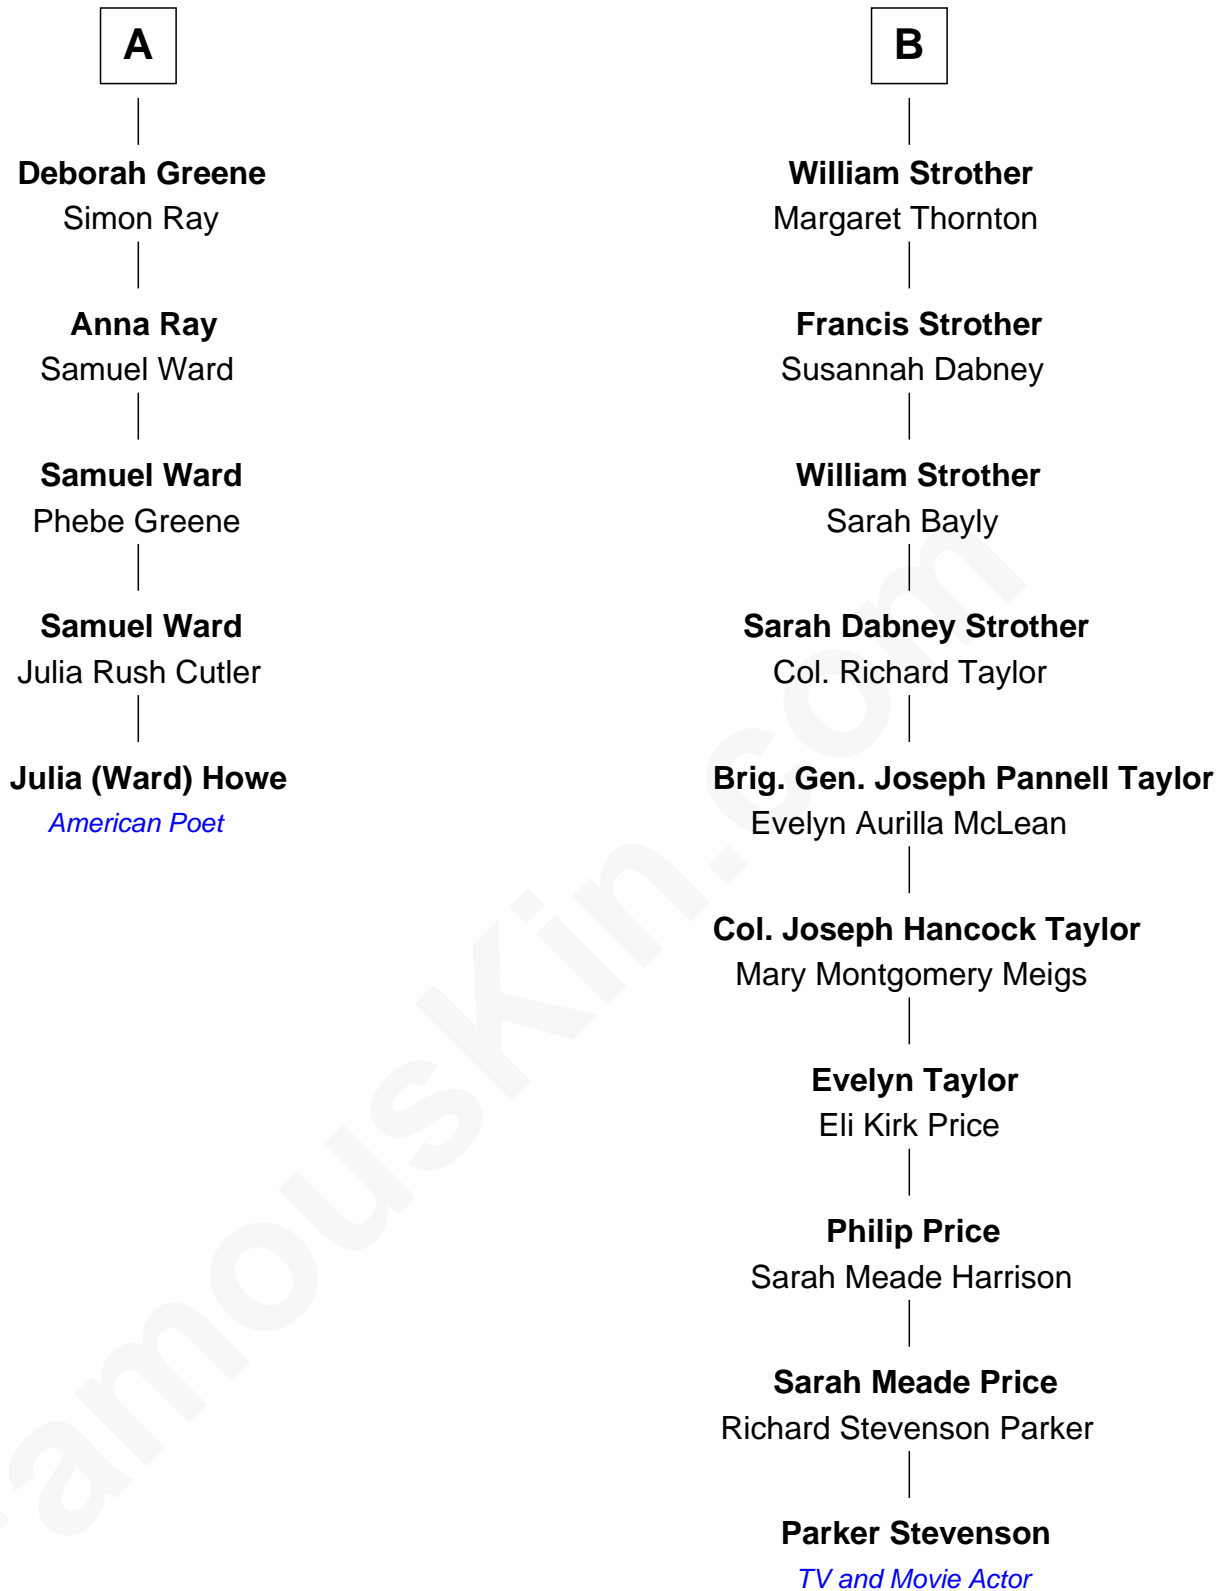 A
Deborah Greene
Simon Ray
Anna Ray
Samuel Ward
Samuel Ward
Phebe Greene
Samuel Ward
Julia Rush Cutler
Julia (Ward) Howe
American Poet
B
William Strother
Margaret Thornton
Francis Strother
Susannah Dabney
William Strother
Sarah Bayly
Sarah Dabney Strother
Col. Richard Taylor
Brig. Gen. Joseph Pannell Taylor
Evelyn Aurilla McLean
Col. Joseph Hancock Taylor
Mary Montgomery Meigs
Evelyn Taylor
Eli Kirk Price
Philip Price
Sarah Meade Harrison
Sarah Meade Price
Richard Stevenson Parker
Parker Stevenson
TV and Movie Actor
famouskin.com